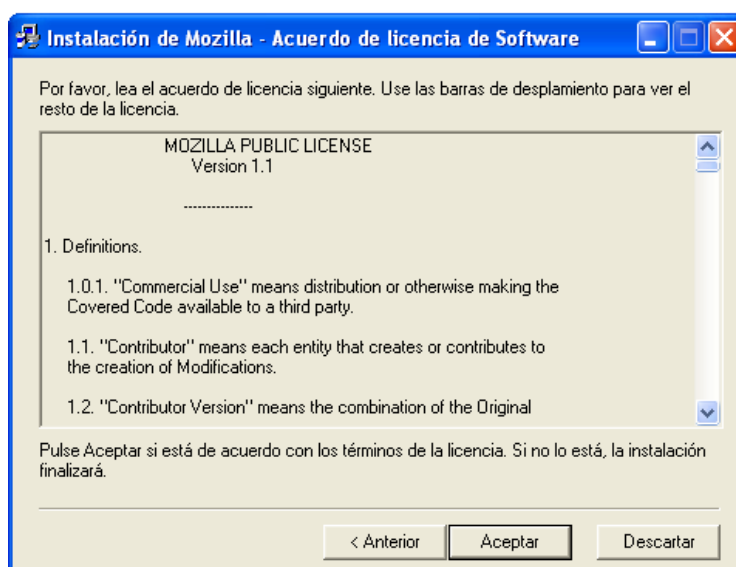 Instalación de Mozilla - Acuerdo de licencia de Software
Por favor, lea el acuerdo de licencia siguiente. Use las barras de desplamiento para ver el
resto de la licencia.
MOZILLA PUBLIC LICENSE
Version 1.1
---------------
1. Definitions.
1.0.1. "Commercial Use" means distribution or otherwise making the
Covered Code available to a third party.
1.1. "Contributor" means each entity that creates or contributes to
the creation of Modifications.
1.2. "Contributor Version" means the combination of the Original
Pulse Aceptar si está de acuerdo con los términos de la licencia. Si no lo está, la instalación
finalizará.
< Anterior Aceptar Descartar